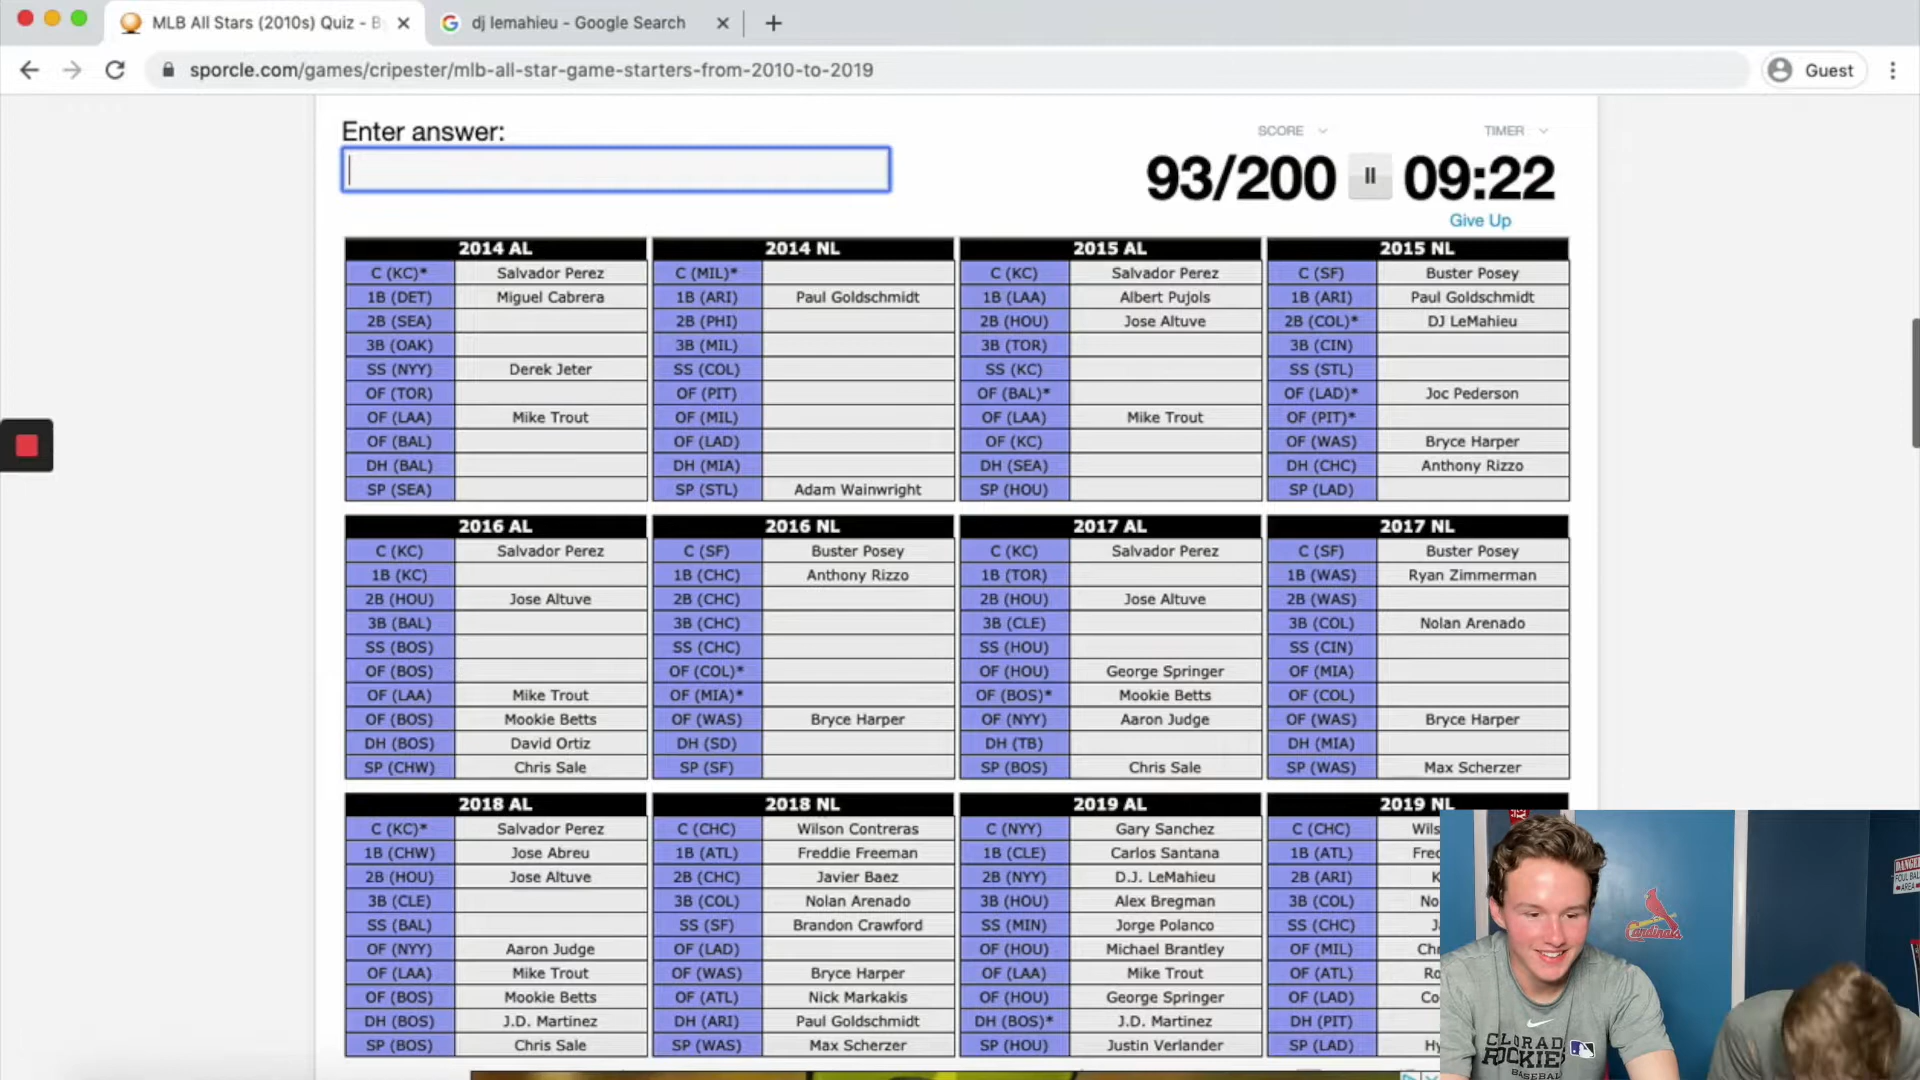 MLB All Stars (2010s) Quiz - B
dj lemahieu - Google Search
sporcle.com/games/cripester/mlb-all-star-game-starters-from-2010-to-2019
Guest
Enter answer:
SCORE
TIMER
93/200
09:22
Give Up
2014 AL
C (KC)* Salvador Perez
1B (DET) Miguel Cabrera
2B (SEA)
3B (OAK)
SS (NYY) Derek Jeter
OF (TOR)
OF (LAA) Mike Trout
OF (BAL)
DH (BAL)
SP (SEA)
2014 NL
C (MIL)*
1B (ARI) Paul Goldschmidt
2B (PHI)
3B (MIL)
SS (COL)
OF (PIT)
OF (MIL)
OF (LAD)
DH (MIA)
SP (STL) Adam Wainwright
2015 AL
C (KC) Salvador Perez
1B (LAA) Albert Pujols
2B (HOU) Jose Altuve
3B (TOR)
SS (KC)
OF (BAL)*
OF (LAA) Mike Trout
OF (KC)
DH (SEA)
SP (HOU)
2015 NL
C (SF) Buster Posey
1B (ARI) Paul Goldschmidt
2B (COL)* DJ LeMahieu
3B (CIN)
SS (STL)
OF (LAD)* Joc Pederson
OF (PIT)*
OF (WAS) Bryce Harper
DH (CHC) Anthony Rizzo
SP (LAD)
2016 AL
C (KC) Salvador Perez
1B (KC)
2B (HOU) Jose Altuve
3B (BAL)
SS (BOS)
OF (BOS)
OF (LAA) Mike Trout
OF (BOS) Mookie Betts
DH (BOS) David Ortiz
SP (CHW) Chris Sale
2016 NL
C (SF) Buster Posey
1B (CHC) Anthony Rizzo
2B (CHC)
3B (CHC)
SS (CHC)
OF (COL)*
OF (MIA)*
OF (WAS) Bryce Harper
DH (SD)
SP (SF)
2017 AL
C (KC) Salvador Perez
1B (TOR)
2B (HOU) Jose Altuve
3B (CLE)
SS (HOU)
OF (HOU) George Springer
OF (BOS)* Mookie Betts
OF (NYY) Aaron Judge
DH (TB)
SP (BOS) Chris Sale
2017 NL
C (SF) Buster Posey
1B (WAS) Ryan Zimmerman
2B (WAS)
3B (COL) Nolan Arenado
SS (CIN)
OF (MIA)
OF (COL)
OF (WAS) Bryce Harper
DH (MIA)
SP (WAS) Max Scherzer
2018 AL
C (KC)* Salvador Perez
1B (CHW) Jose Abreu
2B (HOU) Jose Altuve
3B (CLE)
SS (BAL)
OF (NYY) Aaron Judge
OF (LAA) Mike Trout
OF (BOS) Mookie Betts
DH (BOS) J.D. Martinez
SP (BOS) Chris Sale
2018 NL
C (CHC) Wilson Contreras
1B (ATL) Freddie Freeman
2B (CHC) Javier Baez
3B (COL) Nolan Arenado
SS (SF) Brandon Crawford
OF (LAD)
OF (WAS) Bryce Harper
OF (ATL) Nick Markakis
DH (ARI) Paul Goldschmidt
SP (WAS) Max Scherzer
2019 AL
C (NYY) Gary Sanchez
1B (CLE) Carlos Santana
2B (NYY) D.J. LeMahieu
3B (HOU) Alex Bregman
SS (MIN) Jorge Polanco
OF (HOU) Michael Brantley
OF (LAA) Mike Trout
OF (HOU) George Springer
DH (BOS)* J.D. Martinez
SP (HOU) Justin Verlander
2019 NL
C (CHC) Wils
1B (ATL) Fred
2B (ARI) K
3B (COL) No
SS (CHC) J
OF (MIL) Chr
OF (ATL) Ro
OF (LAD) Co
DH (PIT)
SP (LAD) Hy
Cardinals
DANGER
FOUL BALL
AREA
COLORAD
ROCKIES
BASEBALL